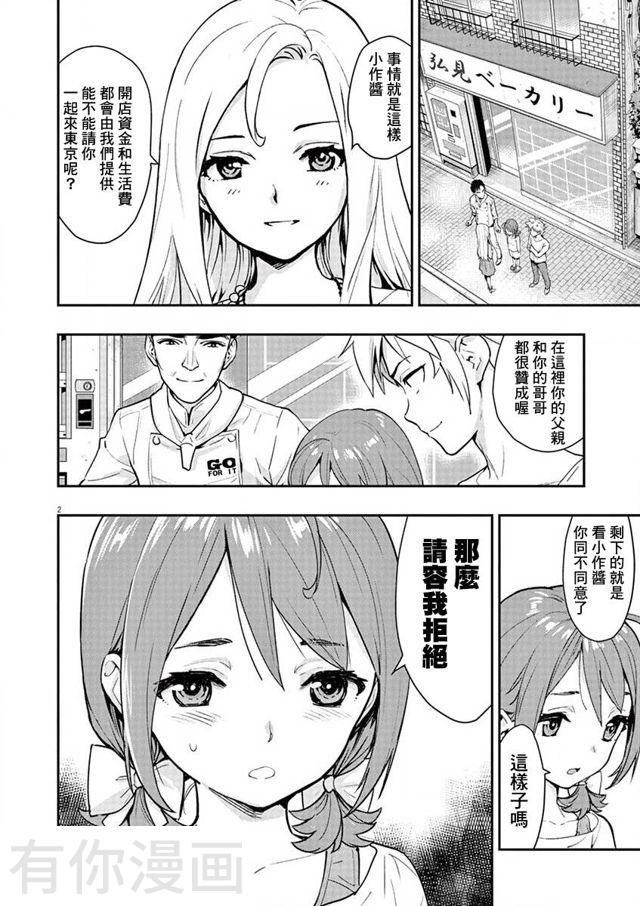 弘見ベーカリー
事情就是這樣
小作醬
開店資金和生活費
都會由我們提供
能不能請你
一起來東京呢？
在這裡你的父親
和你的哥哥
都很贊成喔
GO
FOR IT
2
剩下的就是
看小作醬
你同不同意了
這樣子嗎
那麼
請容我拒絕
有你漫画